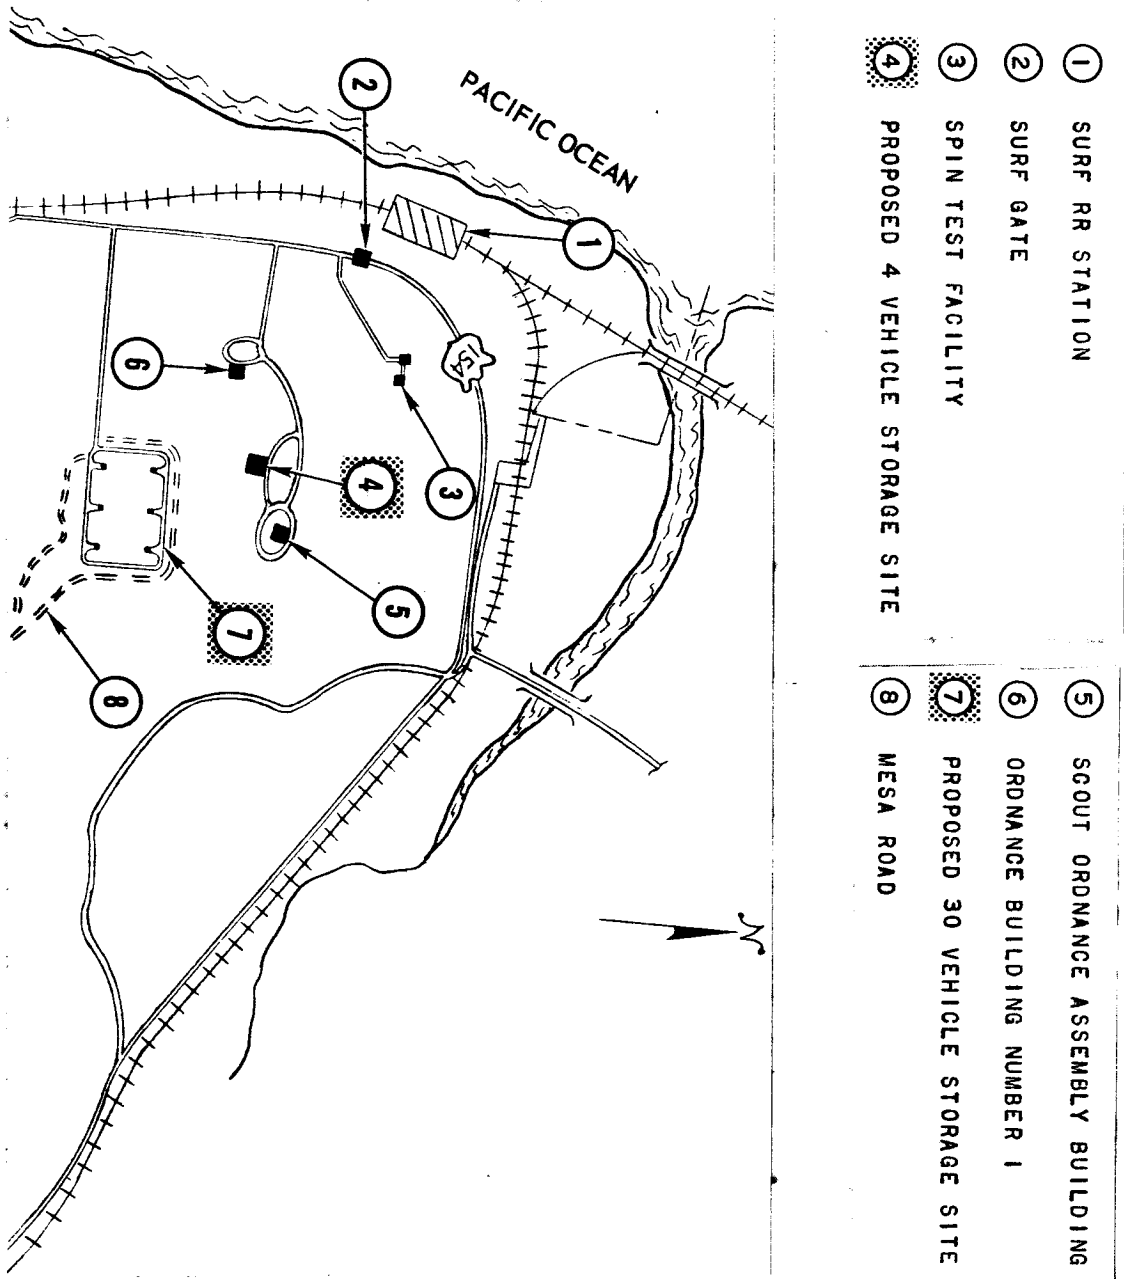 PACIFIC OCEAN
2
1
6
4
3
5
7
8
N
1 SURF RR STATION
2 SURF GATE
3 SPIN TEST FACILITY
4 PROPOSED 4 VEHICLE STORAGE SITE
5 SCOUT ORDNANCE ASSEMBLY BUILDING
6 ORDNANCE BUILDING NUMBER 1
7 PROPOSED 30 VEHICLE STORAGE SITE
8 MESA ROAD